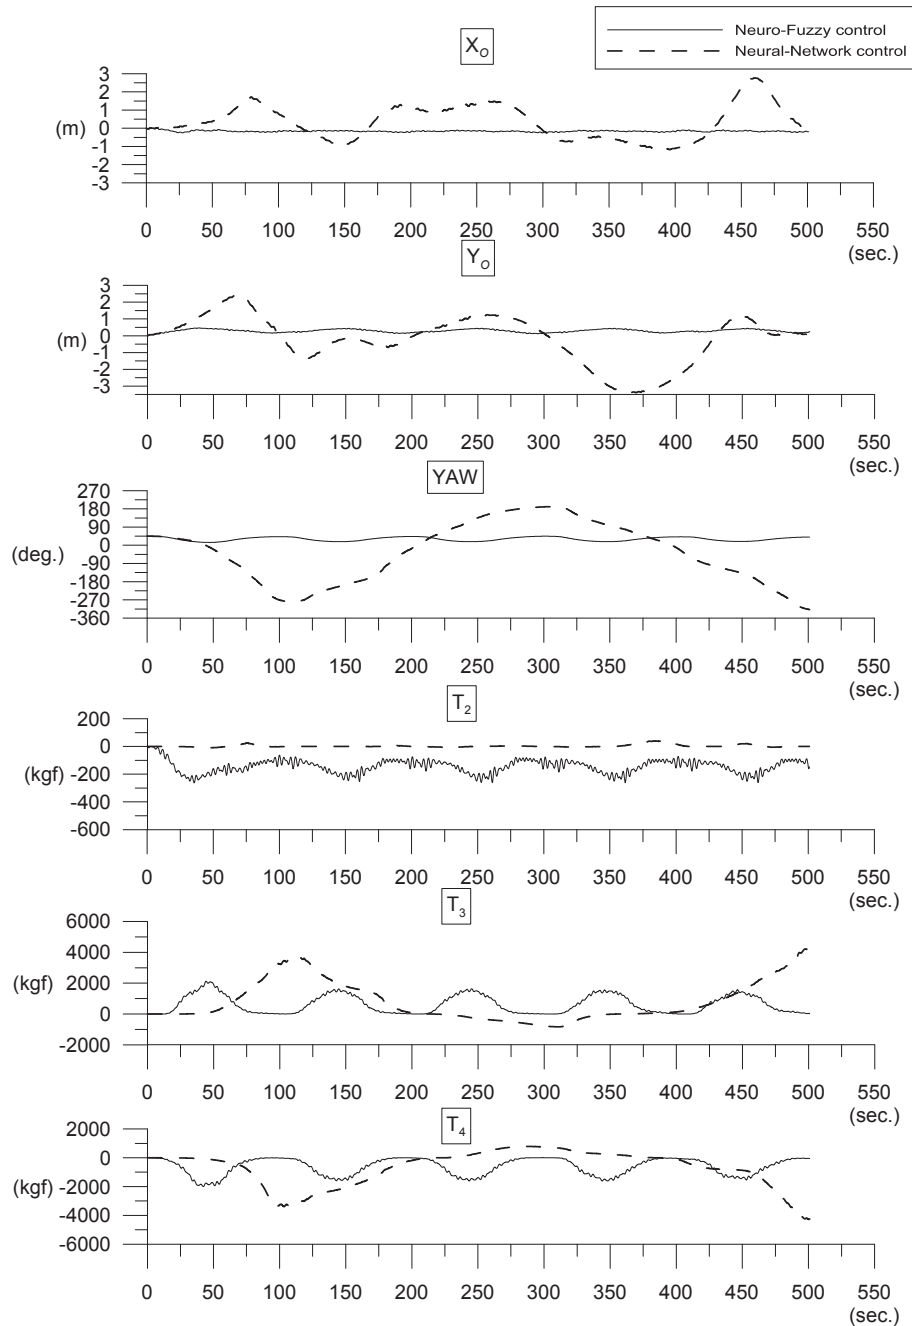 Neuro-Fuzzy control
Neural-Network control
Xo
3
2
1
(m) 0
-1
-2
-3
0 50 100 150 200 250 300 350 400 450 500 550
(sec.)
Yo
3
2
1
(m) 0
-1
-2
-3
0 50 100 150 200 250 300 350 400 450 500 550
(sec.)
YAW
270
180
90
(deg.) 0
-90
-180
-270
-360
0 50 100 150 200 250 300 350 400 450 500 550
(sec.)
T2
200
0
(kgf) -200
-400
-600
0 50 100 150 200 250 300 350 400 450 500 550
(sec.)
T3
6000
4000
(kgf) 2000
0
-2000
0 50 100 150 200 250 300 350 400 450 500 550
(sec.)
T4
2000
0
(kgf) -2000
-4000
-6000
0 50 100 150 200 250 300 350 400 450 500 550
(sec.)